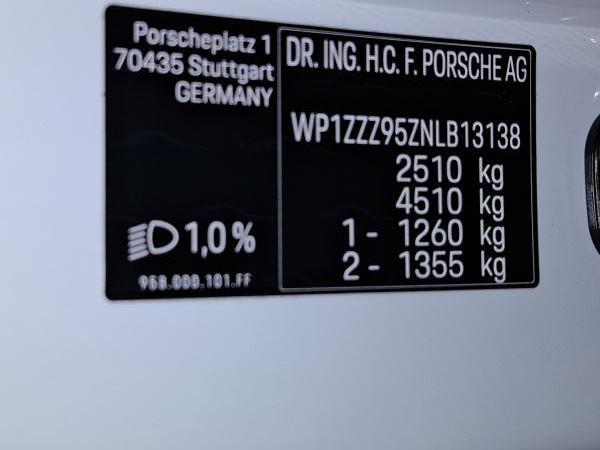 Porscheplatz 1
70435 Stuttgart
GERMANY
DR. ING. H.C. F. PORSCHE AG
WP1ZZZ95ZNLB13138
2510 kg
4510 kg
1 - 1260 kg
2 - 1355 kg
1,0 %
95B.000.101.FF